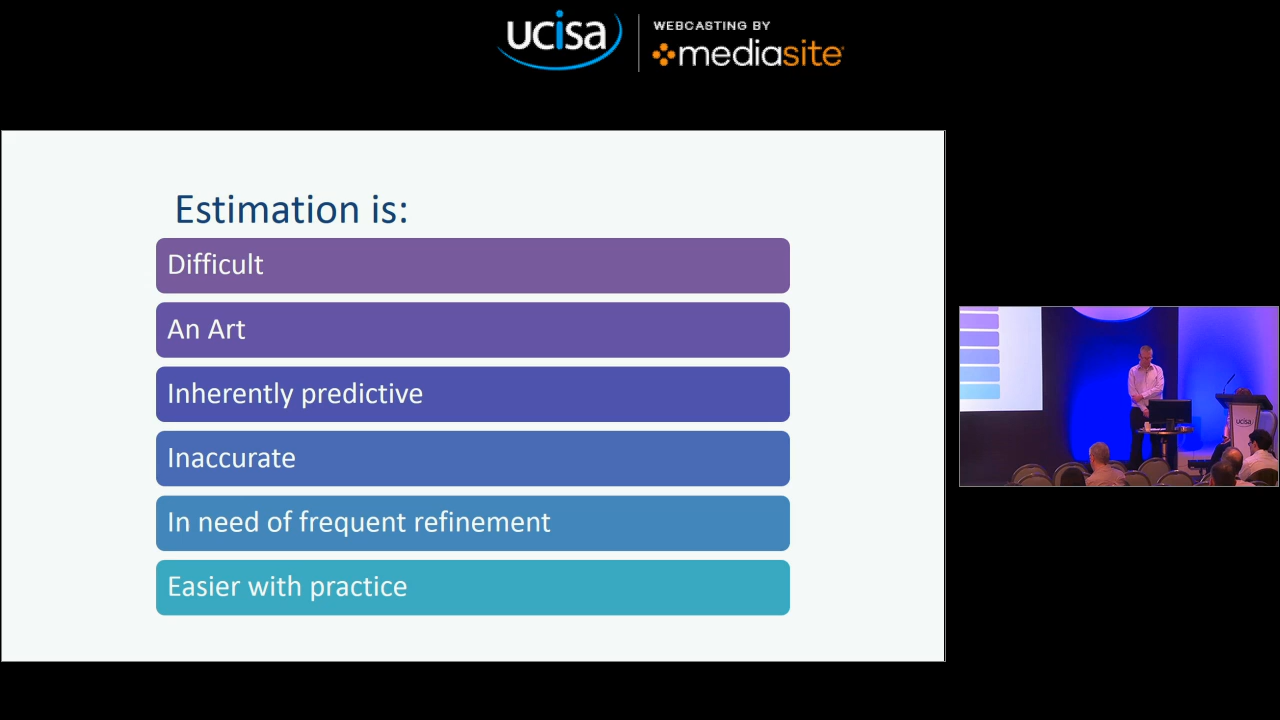 ucisa
WEBCASTING BY
mediasite
Estimation is:
Difficult
An Art
Inherently predictive
Inaccurate
In need of frequent refinement
Easier with practice
ucisa